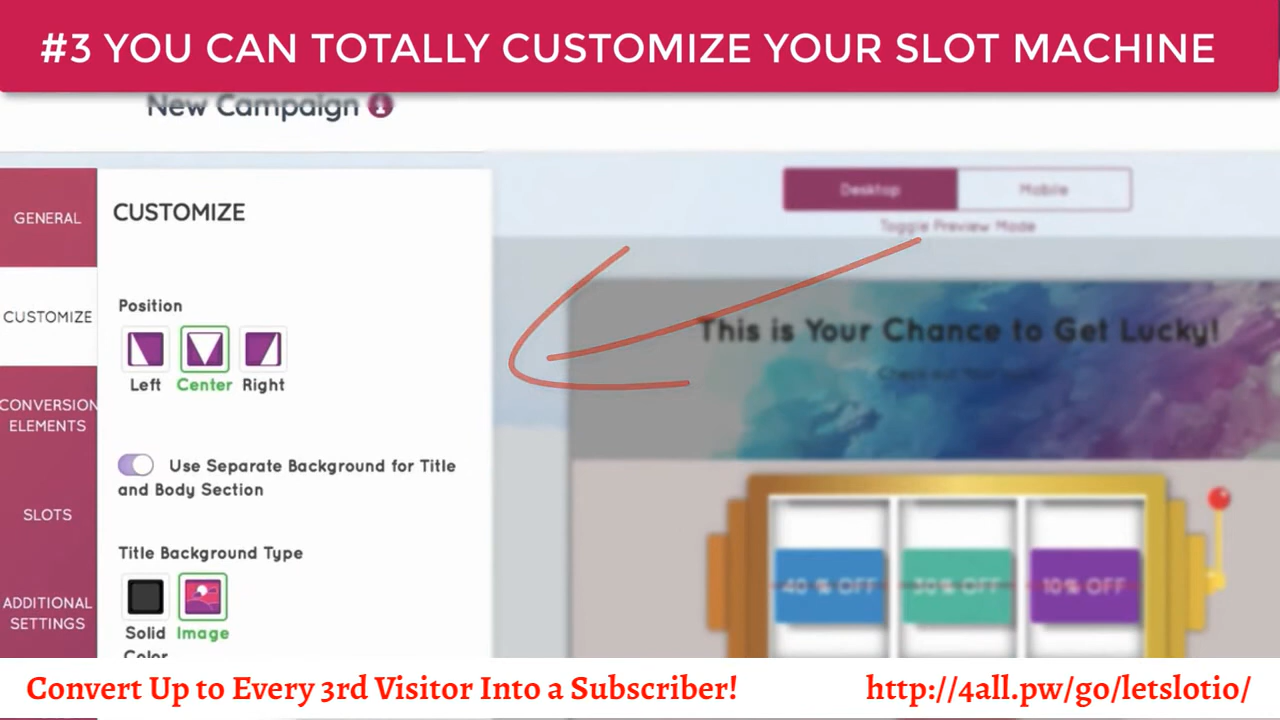 #3 YOU CAN TOTALLY CUSTOMIZE YOUR SLOT MACHINE
New Campaign
Desktop
Mobile
Toggle Preview Mode
GENERAL
CUSTOMIZE
CUSTOMIZE
Position
Left
Center
Right
CONVERSION
ELEMENTS
Use Separate Background for Title
and Body Section
SLOTS
Title Background Type
ADDITIONAL
SETTINGS
Solid
Color
Image
This is Your Chance to Get Lucky!
40 % OFF
30% OFF
10% OFF
Convert Up to Every 3rd Visitor Into a Subscriber!
http://4all.pw/go/letslotio/